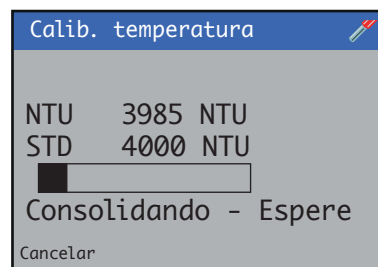 Calib. temperatura
NTU 3985 NTU
STD 4000 NTU
Consolidando - Espere
Cancelar